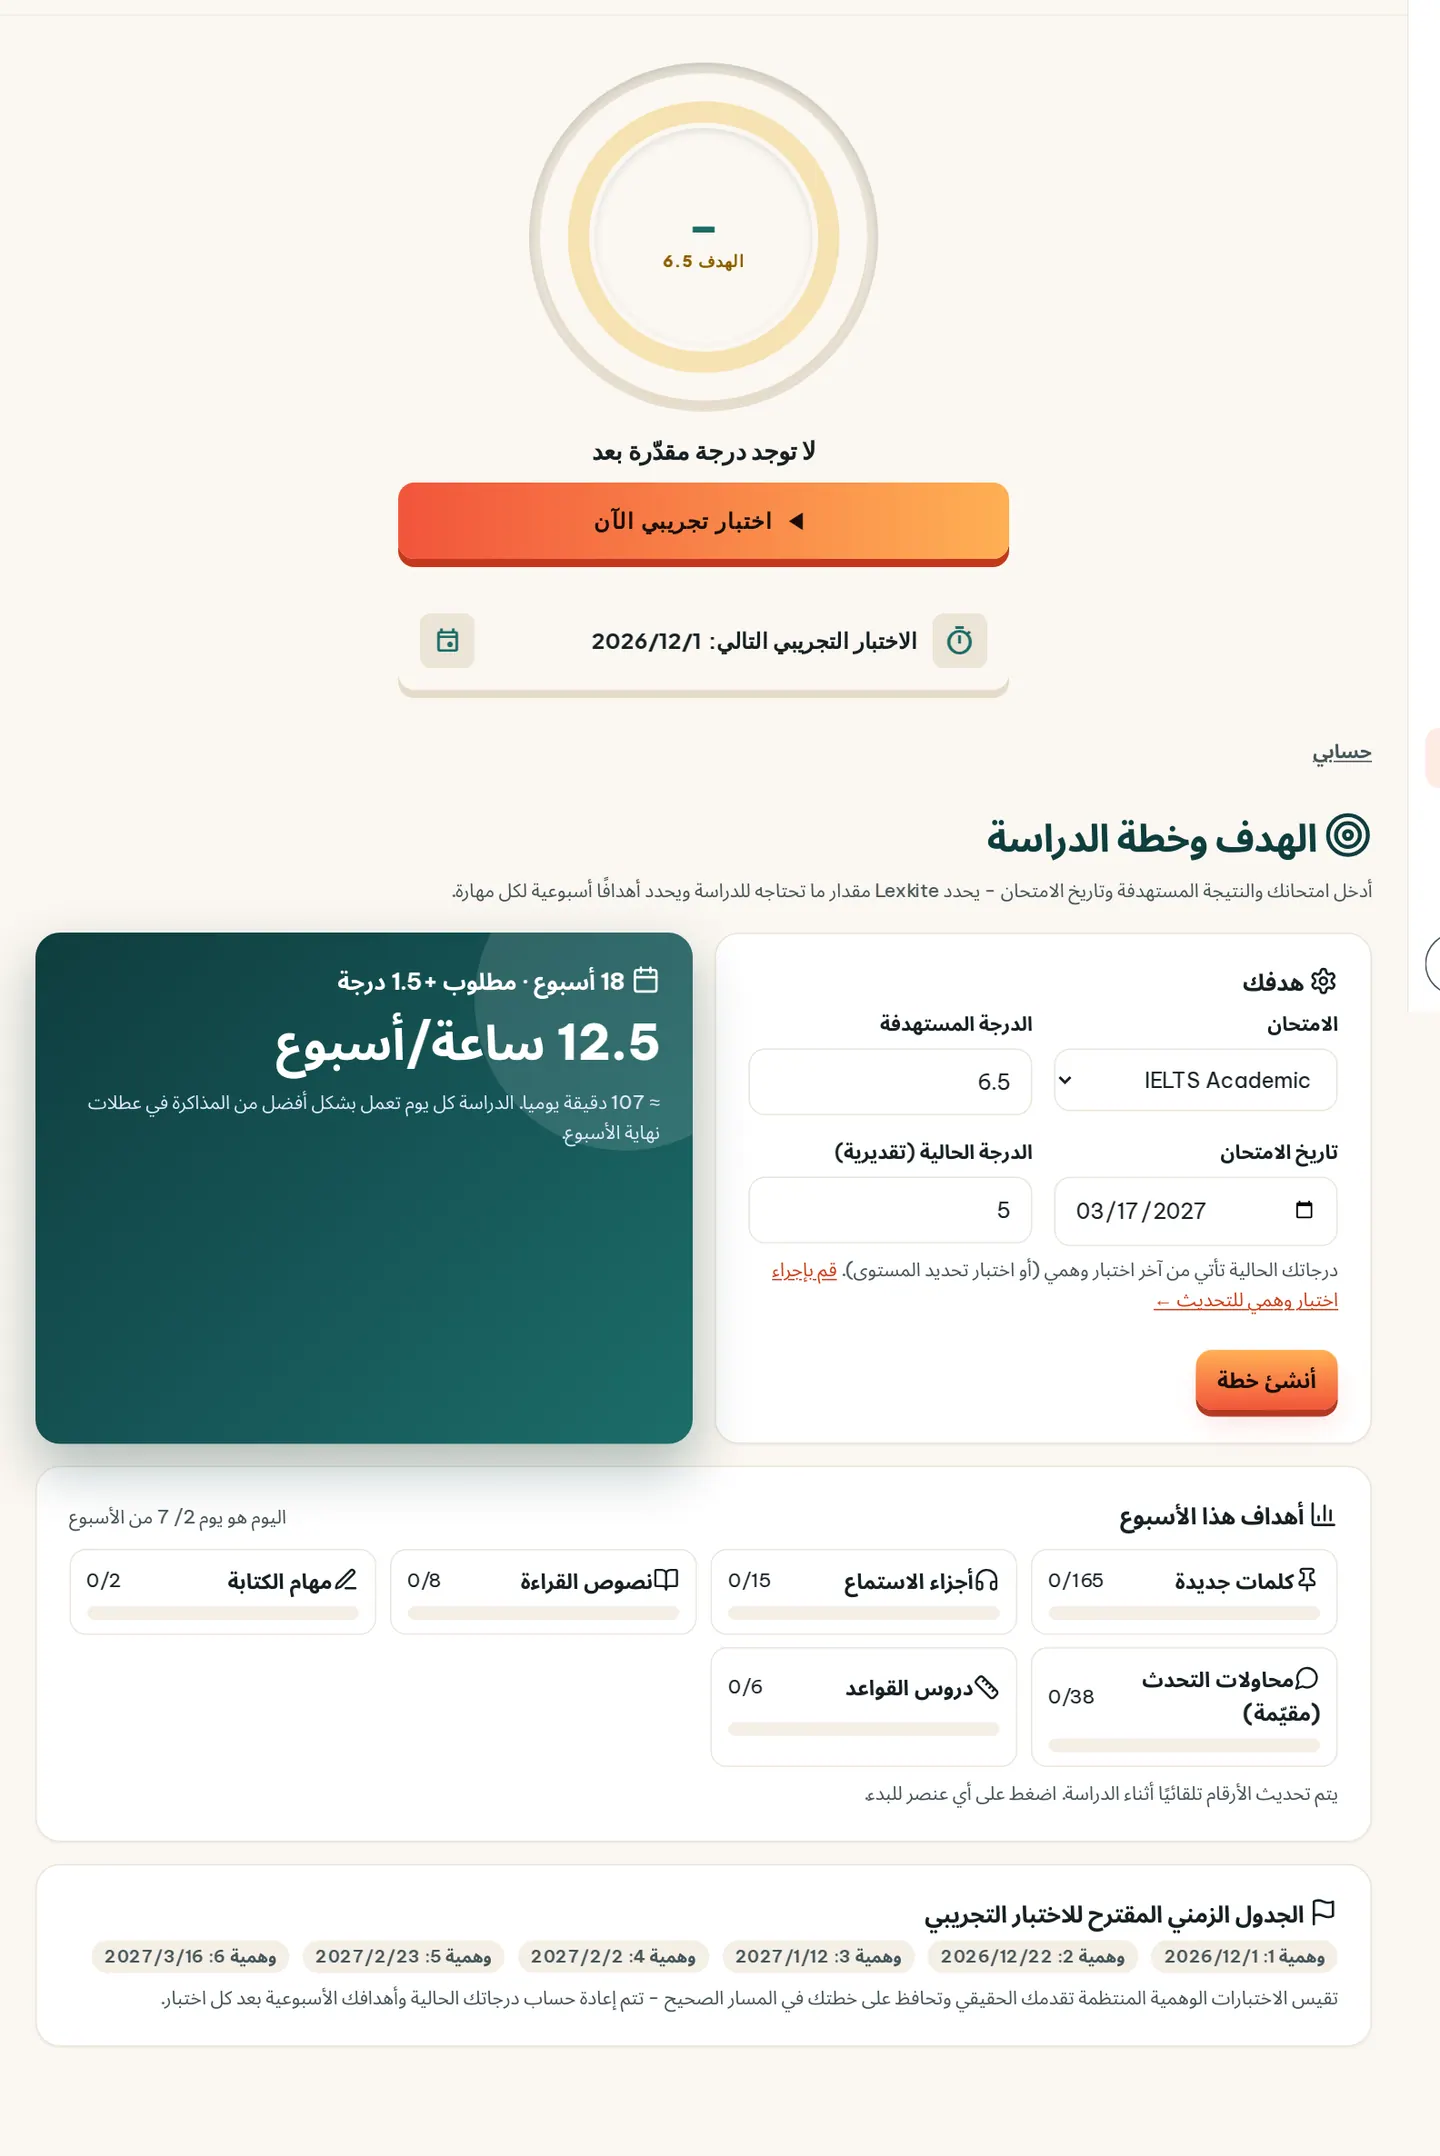 –
الهدف 6.5
لا توجد درجة مقدّرة بعد
اختبار تجريبي الآن
الاختبار التجريبي التالي: 2026/12/1
حسابي
الهدف وخطة الدراسة
أدخل امتحانك والنتيجة المستهدفة وتاريخ الامتحان – يحدد Lexkite مقدار ما تحتاجه للدراسة ويحدد أهدافًا أسبوعية لكل مهارة.
هدفك
الامتحان
الدرجة المستهدفة
IELTS Academic
6.5
تاريخ الامتحان
الدرجة الحالية (تقديرية)
03/17/2027
5
درجاتك الحالية تأتي من آخر اختبار وهمي (أو اختبار تحديد المستوى). قم بإجراء
اختبار وهمي للتحديث ←
أنشئ خطة
18 أسبوع · مطلوب +1.5 درجة
12.5 ساعة/أسبوع
≈ 107 دقيقة يوميا. الدراسة كل يوم تعمل بشكل أفضل من المذاكرة في عطلات
نهاية الأسبوع.
أهداف هذا الأسبوع
اليوم هو يوم 2/ 7 من الأسبوع
كلمات جديدة 0/165
أجزاء الاستماع 0/15
نصوص القراءة 0/8
مهام الكتابة 0/2
محاولات التحدث
(مقيّمة)
0/38
دروس القواعد 0/6
يتم تحديث الأرقام تلقائيًا أثناء الدراسة. اضغط على أي عنصر للبدء.
الجدول الزمني المقترح للاختبار التجريبي
وهمية 1: 2026/12/1
وهمية 2: 2026/12/22
وهمية 3: 2027/1/12
وهمية 4: 2027/2/2
وهمية 5: 2027/2/23
وهمية 6: 2027/3/16
تقيس الاختبارات الوهمية المنتظمة تقدمك الحقيقي وتحافظ على خطتك في المسار الصحيح – تتم إعادة حساب درجاتك الحالية وأهدافك الأسبوعية بعد كل اختبار.